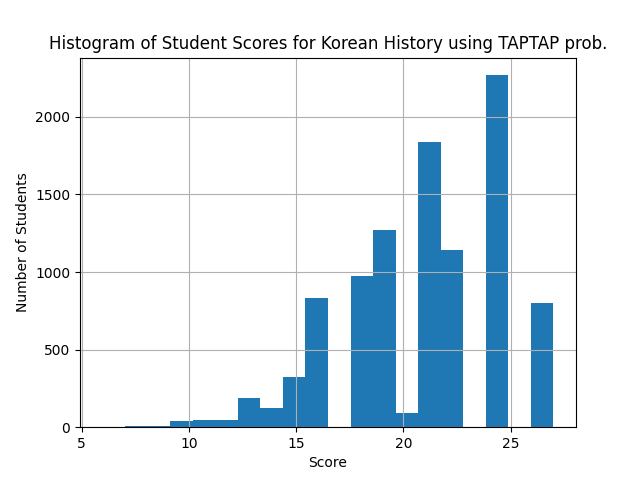 Histogram of Student Scores for Korean History using TAPTAP prob.
Number of Students
2000
1500
1000
500
0
5 10 15 20 25
Score